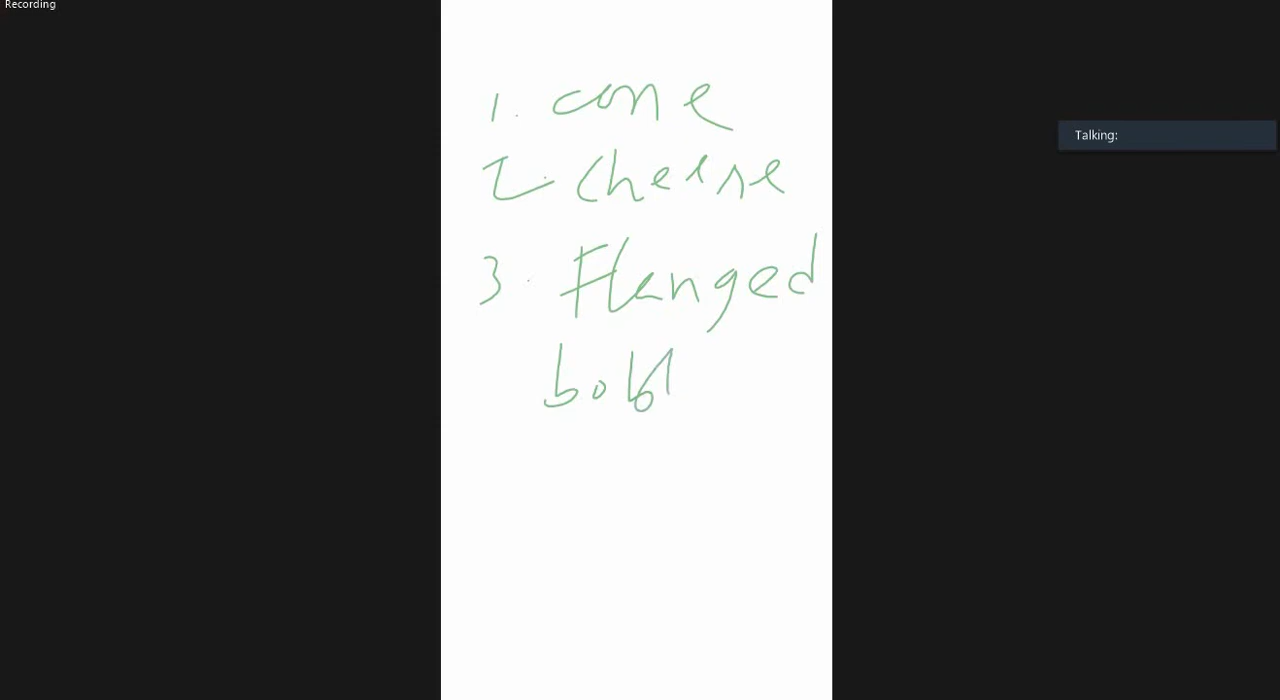 Recording
1. cone
Talking:
2. Cheese
3. Flanged
bolt